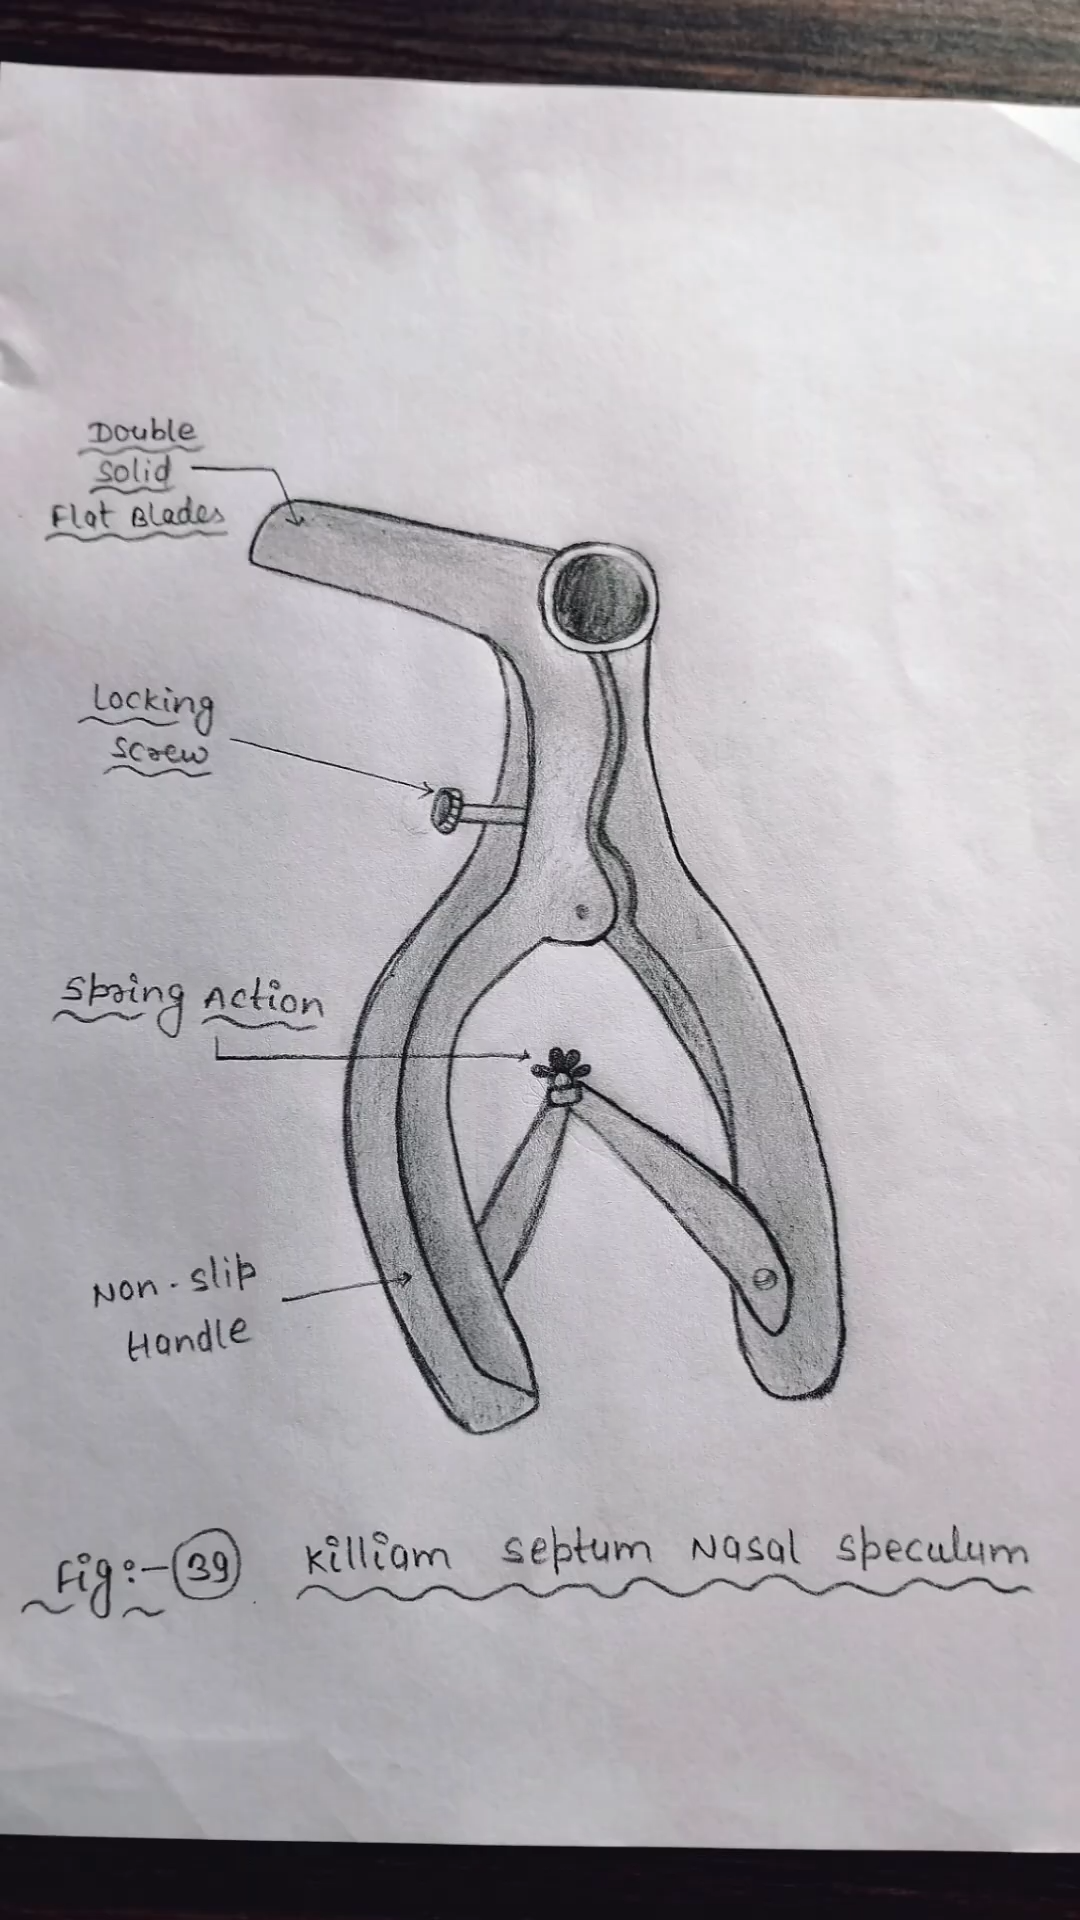 Double
Solid
Flat Blades
Locking
Screw
Spring Action
Non-slip
Handle
Fig:-39 Killiam Septum Nasal Speculum